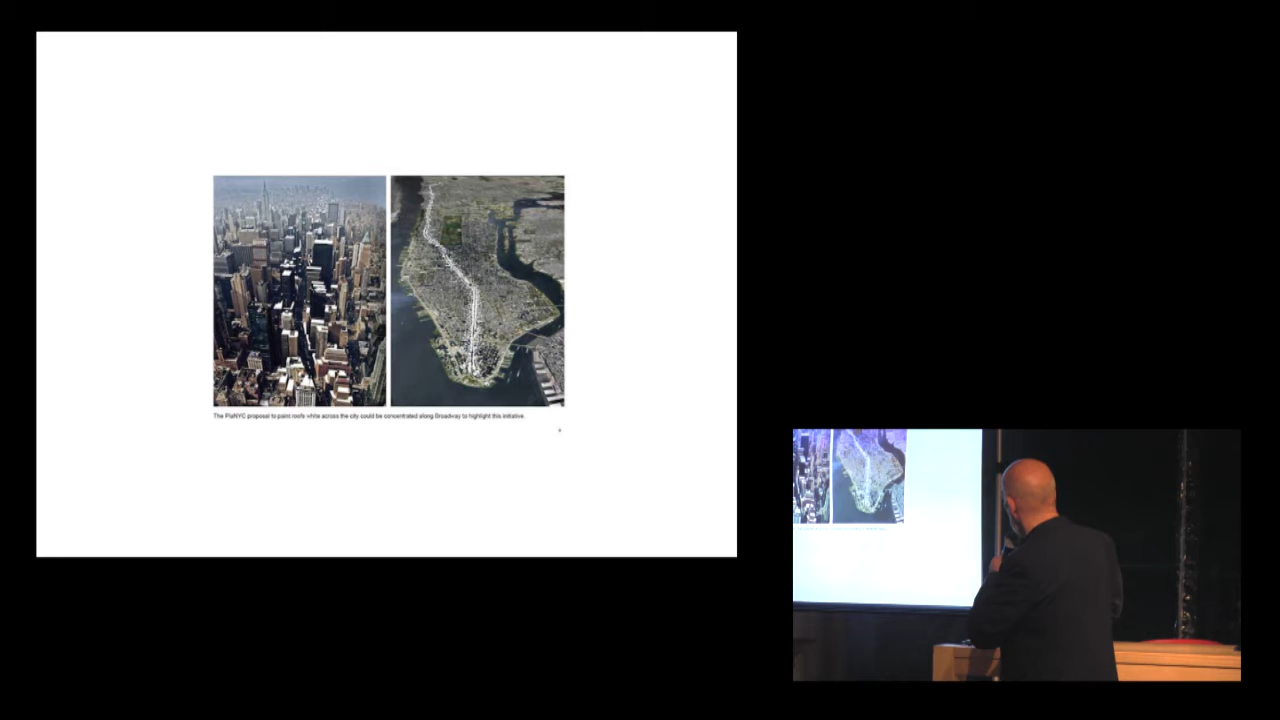 The PlaNYC proposal to paint roofs white across the city could be concentrated along Broadway to highlight this initiative.